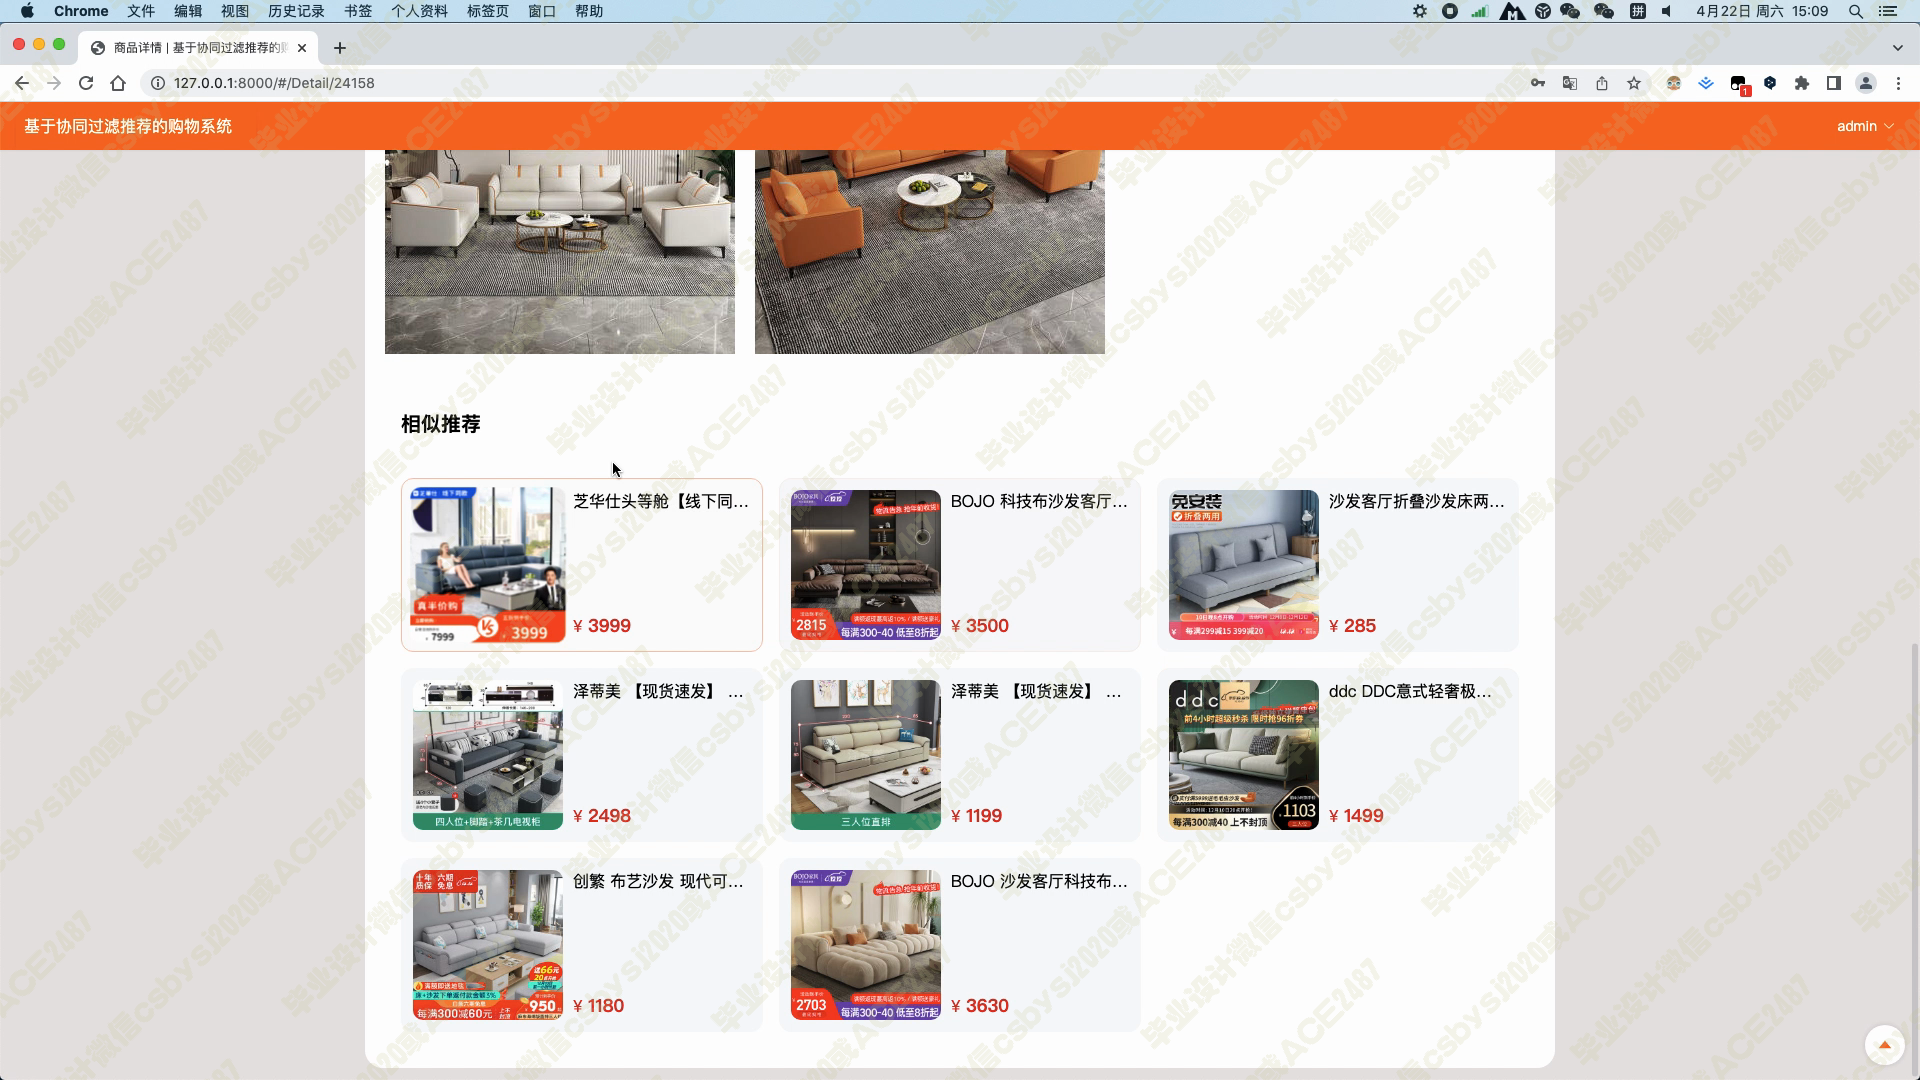 Chrome 文件 编辑 视图 历史记录 书签 个人资料 标签页 窗口 帮助
拼 4月22日 周六 15:09
商品详情 | 基于协同过滤推荐的
127.0.0.1:8000/#/Detail/24158
1
基于协同过滤推荐的购物系统
admin
相似推荐
芝华仕头等舱【线下同...
真半价购
7999
VS
3999
¥ 3999
BOJO 科技布沙发客厅...
2815
每满300-40 低至8折起
¥ 3500
沙发客厅折叠沙发床两...
免安装
折叠两用
每满299减15 399减20
¥ 285
泽蒂美 【现货速发】 ...
四人位+脚踏+茶几电视柜
¥ 2498
泽蒂美 【现货速发】 ...
三人位直排
¥ 1199
ddc DDC意式轻奢极...
ddc
前4小时超级秒杀 限时抢96折券
1103
每满300减40 上不封顶
¥ 1499
创繁 布艺沙发 现代可...
十年质保 六期免息
送66元
950
每满300减60元
¥ 1180
BOJO 沙发客厅科技布...
2703
每满300-40 低至8折起
¥ 3630
毕业设计微信csbysj2020或ACE2487